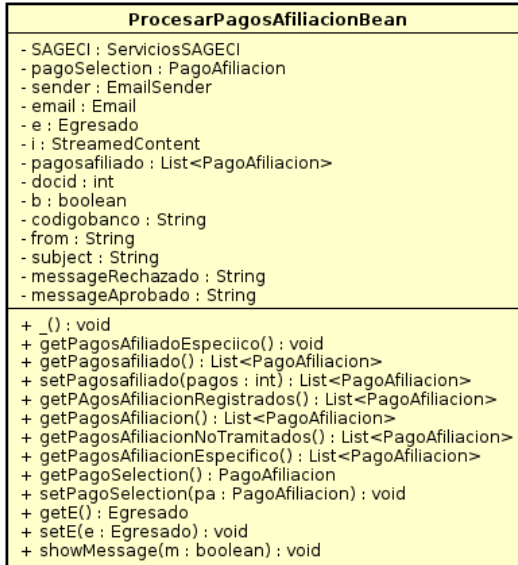 ProcesarPagosAfiliacionBean
- SAGECI : ServiciosSAGECI
- pagoSelection : PagoAfiliacion
- sender : EmailSender
- email : Email
- e : Egresado
- i : StreamedContent
- pagosafiliado : List<PagoAfiliacion>
- docid : int
- b : boolean
- codigobanco : String
- from : String
- subject : String
- messageRechazado : String
- messageAprobado : String
+ _() : void
+ getPagosAfiliadoEspeciico() : void
+ getPagosafiliado() : List<PagoAfiliacion>
+ setPagosafiliado(pagos : int) : List<PagoAfiliacion>
+ getPAgosAfiliacionRegistrados() : List<PagoAfiliacion>
+ getPagosAfiliacion() : List<PagoAfiliacion>
+ getPagosAfiliacionNoTramitados() : List<PagoAfiliacion>
+ getPagosAfiliacionEspecifico() : List<PagoAfiliacion>
+ getPagoSelection() : PagoAfiliacion
+ setPagoSelection(pa : PagoAfiliacion) : void
+ getE() : Egresado
+ setE(e : Egresado) : void
+ showMessage(m : boolean) : void